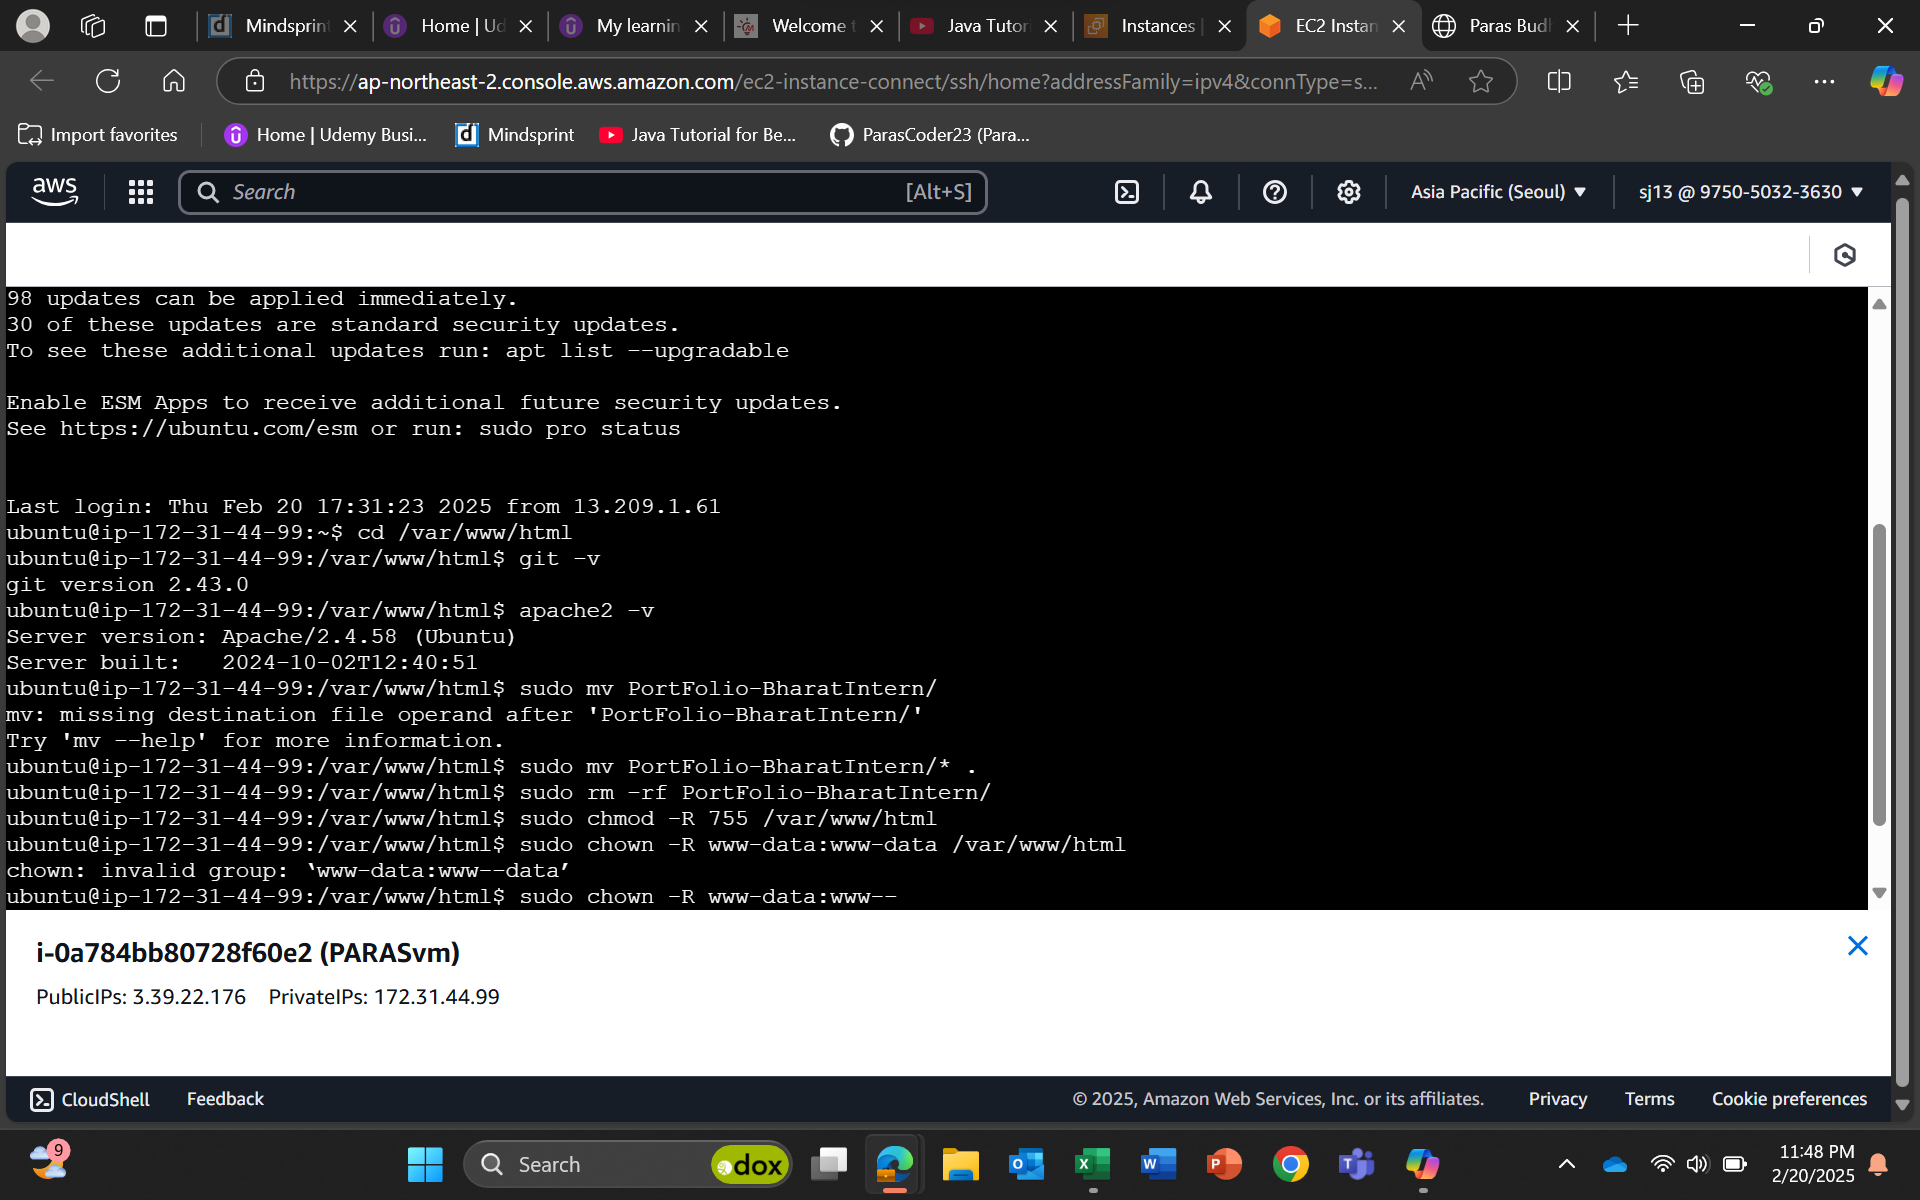 Mindsprin
Home | Ud
My learnin
Welcome t
Java Tutor
Instances |
EC2 Instan
Paras Bud
https://ap-northeast-2.console.aws.amazon.com/ec2-instance-connect/ssh/home?addressFamily=ipv4&connType=s...
Import favorites
Home | Udemy Busi...
Mindsprint
Java Tutorial for Be...
ParasCoder23 (Para...
aws
Search
[Alt+S]
Asia Pacific (Seoul)
sj13 @ 9750-5032-3630
98 updates can be applied immediately.
30 of these updates are standard security updates.
To see these additional updates run: apt list --upgradable
Enable ESM Apps to receive additional future security updates.
See https://ubuntu.com/esm or run: sudo pro status
Last login: Thu Feb 20 17:31:23 2025 from 13.209.1.61
ubuntu@ip-172-31-44-99:~$ cd /var/www/html
ubuntu@ip-172-31-44-99:/var/www/html$ git -v
git version 2.43.0
ubuntu@ip-172-31-44-99:/var/www/html$ apache2 -v
Server version: Apache/2.4.58 (Ubuntu)
Server built:   2024-10-02T12:40:51
ubuntu@ip-172-31-44-99:/var/www/html$ sudo mv PortFolio-BharatIntern/
mv: missing destination file operand after 'PortFolio-BharatIntern/'
Try 'mv --help' for more information.
ubuntu@ip-172-31-44-99:/var/www/html$ sudo mv PortFolio-BharatIntern/* .
ubuntu@ip-172-31-44-99:/var/www/html$ sudo rm -rf PortFolio-BharatIntern/
ubuntu@ip-172-31-44-99:/var/www/html$ sudo chmod -R 755 /var/www/html
ubuntu@ip-172-31-44-99:/var/www/html$ sudo chown -R www-data:www-data /var/www/html
chown: invalid group: ‘www-data:www--data’
ubuntu@ip-172-31-44-99:/var/www/html$ sudo chown -R www-data:www--
i-0a784bb80728f60e2 (PARASvm)
PublicIPs: 3.39.22.176
PrivateIPs: 172.31.44.99
CloudShell
Feedback
© 2025, Amazon Web Services, Inc. or its affiliates.
Privacy
Terms
Cookie preferences
9
Search
dox
11:48 PM
2/20/2025